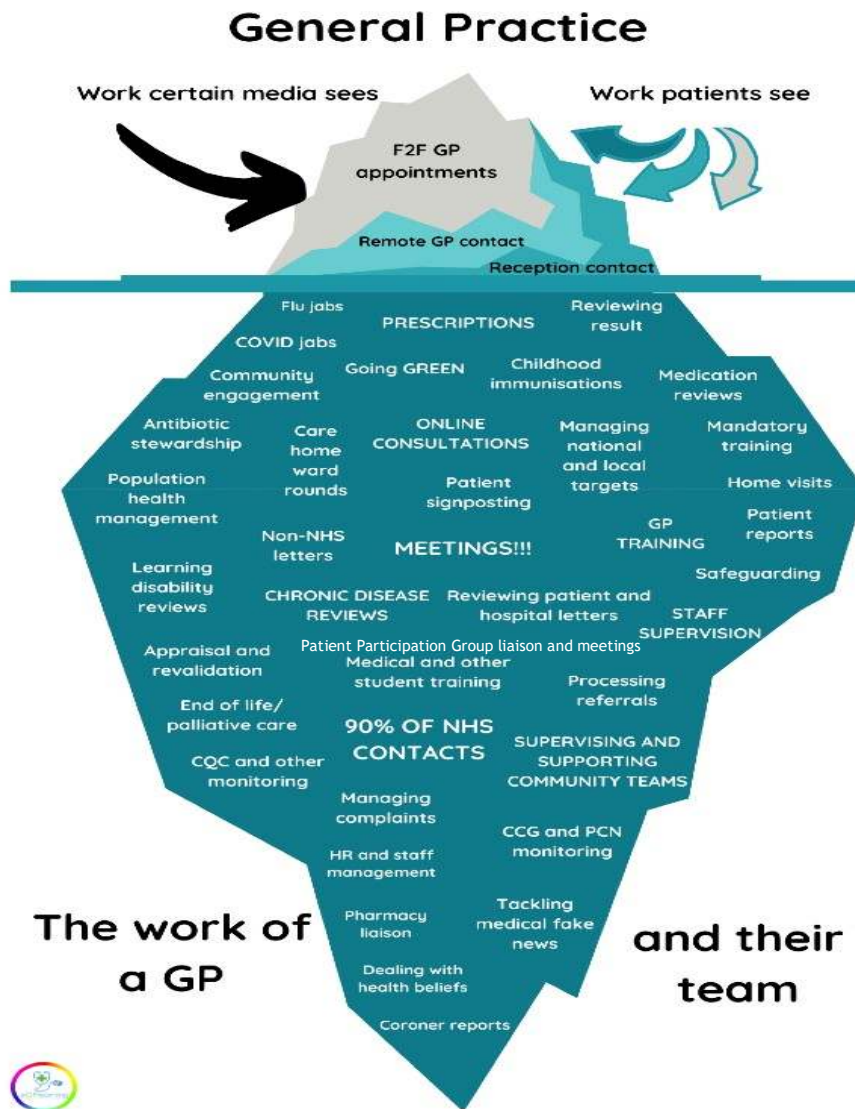 General Practice
Work certain media sees
Work patients see
F2F GP
appointments
Remote GP contact
Reception contact
Flu jabs
PRESCRIPTIONS
Reviewing
result
COVID jabs
Community
engagement
Going GREEN
Childhood
immunisations
Medication
reviews
Antibiotic
stewardship
Care
home
ward
rounds
ONLINE
CONSULTATIONS
Managing
national
and local
targets
Mandatory
training
Population
health
management
Patient
signposting
Home visits
Non-NHS
letters
MEETINGS!!!
GP
TRAINING
Patient
reports
Learning
disability
reviews
Safeguarding
CHRONIC DISEASE
REVIEWS
Reviewing patient and
hospital letters
STAFF
SUPERVISION
Patient Participation Group liaison and meetings
Appraisal and
revalidation
Medical and other
student training
Processing
referrals
End of life/
palliative care
90% OF NHS
CONTACTS
SUPERVISING AND
SUPPORTING
COMMUNITY TEAMS
CQC and other
monitoring
Managing
complaints
CCG and PCN
monitoring
HR and staff
management
Pharmacy
liaison
Tackling
medical fake
news
The work of
a GP
and their
team
Dealing with
health beliefs
Coroner reports